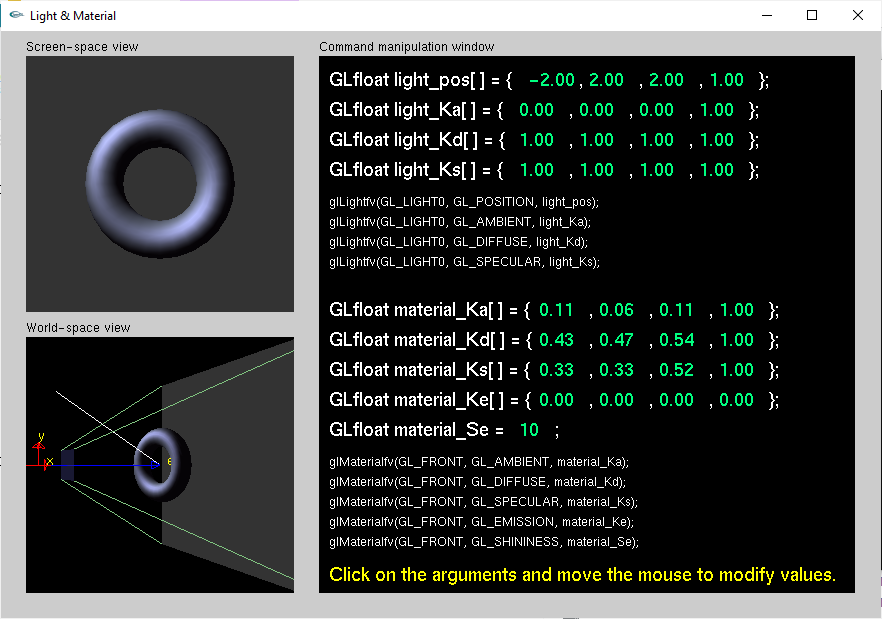 Light & Material
Screen-space view
Command manipulation window
GLfloat light_pos[ ] = { -2.00 , 2.00 , 2.00 , 1.00 };
GLfloat light_Ka[ ] = { 0.00 , 0.00 , 0.00 , 1.00 };
GLfloat light_Kd[ ] = { 1.00 , 1.00 , 1.00 , 1.00 };
GLfloat light_Ks[ ] = { 1.00 , 1.00 , 1.00 , 1.00 };
glLightfv(GL_LIGHT0, GL_POSITION, light_pos);
glLightfv(GL_LIGHT0, GL_AMBIENT, light_Ka);
glLightfv(GL_LIGHT0, GL_DIFFUSE, light_Kd);
glLightfv(GL_LIGHT0, GL_SPECULAR, light_Ks);
GLfloat material_Ka[ ] = { 0.11 , 0.06 , 0.11 , 1.00 };
GLfloat material_Kd[ ] = { 0.43 , 0.47 , 0.54 , 1.00 };
GLfloat material_Ks[ ] = { 0.33 , 0.33 , 0.52 , 1.00 };
GLfloat material_Ke[ ] = { 0.00 , 0.00 , 0.00 , 0.00 };
GLfloat material_Se = 10 ;
glMaterialfv(GL_FRONT, GL_AMBIENT, material_Ka);
glMaterialfv(GL_FRONT, GL_DIFFUSE, material_Kd);
glMaterialfv(GL_FRONT, GL_SPECULAR, material_Ks);
glMaterialfv(GL_FRONT, GL_EMISSION, material_Ke);
glMaterialfv(GL_FRONT, GL_SHININESS, material_Se);
Click on the arguments and move the mouse to modify values.
World-space view
y
x